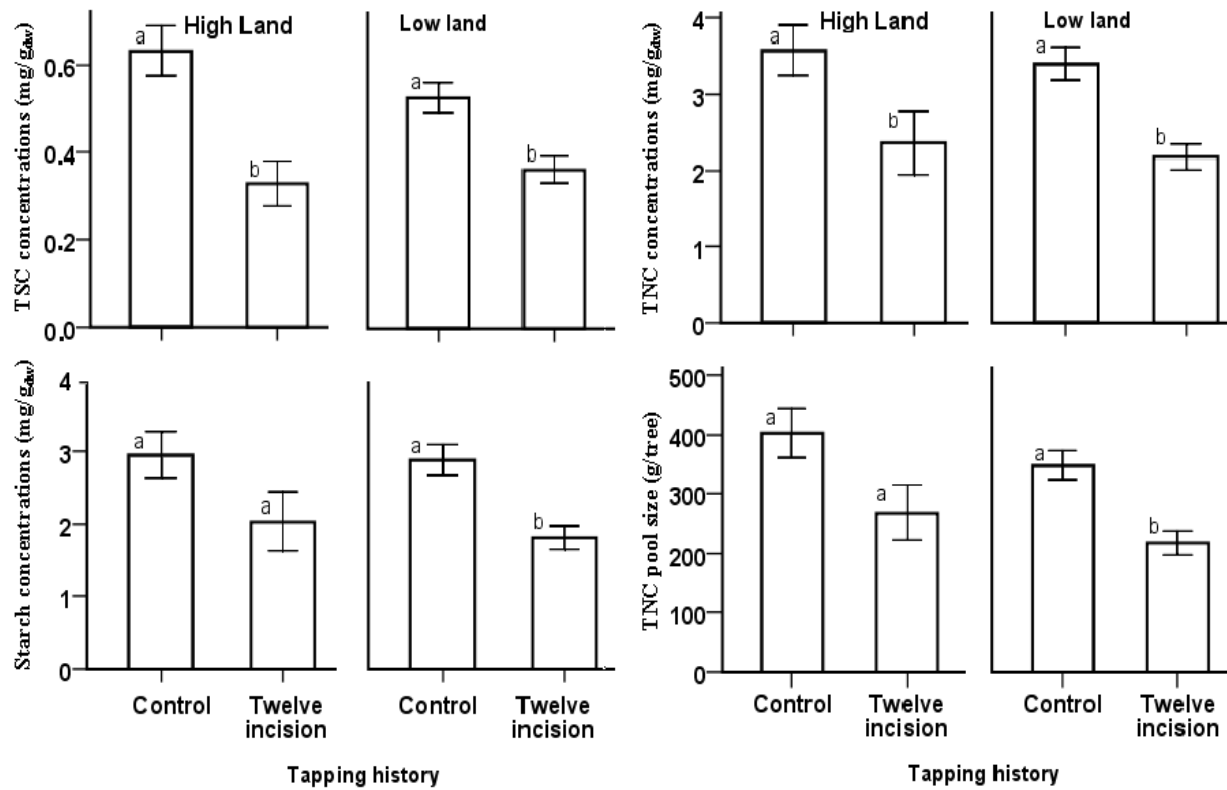 TSC concentrations (mg/gdw)
High Land
Low land
0.6
0.4
0.2
0.0
a
b
a
b
TNC concentrations (mg/gdw)
High Land
Low land
4
3
2
1
0
a
b
a
b
Starch concentrations (mg/gdw)
4
3
2
1
0
a
a
a
b
Control
Twelve
incision
Control
Twelve
incision
Tapping history
TNC pool size (g/tree)
500
400
300
200
100
0
a
a
a
b
Control
Twelve
incision
Control
Twelve
incision
Tapping history